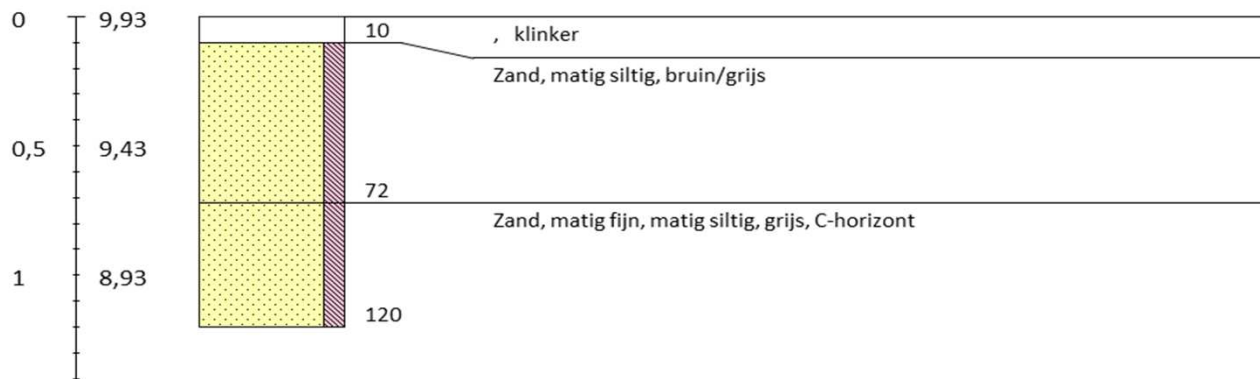 0 9,93
10 , klinker
Zand, matig siltig, bruin/grijs
0,5 9,43
72
Zand, matig fijn, matig siltig, grijs, C-horizont
1 8,93
120